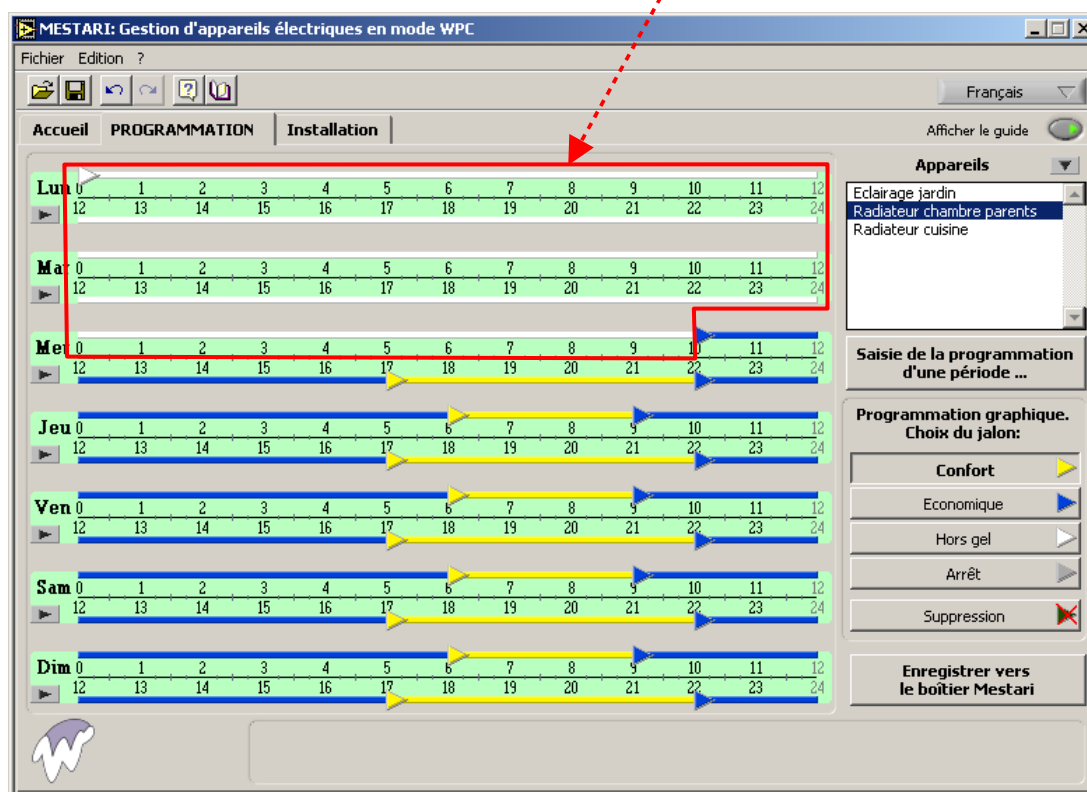 MESTARI: Gestion d'appareils électriques en mode WPC
Fichier Edition ?
Français
Accueil PROGRAMMATION Installation
Afficher le guide
Appareils
Eclairage jardin
Radiateur chambre parents
Radiateur cuisine
Lun 0 1 2 3 4 5 6 7 8 9 10 11 12
12 13 14 15 16 17 18 19 20 21 22 23 24
Mar 0 1 2 3 4 5 6 7 8 9 10 11 12
12 13 14 15 16 17 18 19 20 21 22 23 24
Mer 0 1 2 3 4 5 6 7 8 9 10 11 12
12 13 14 15 16 17 18 19 20 21 22 23 24
Jeu 0 1 2 3 4 5 6 7 8 9 10 11 12
12 13 14 15 16 17 18 19 20 21 22 23 24
Ven 0 1 2 3 4 5 6 7 8 9 10 11 12
12 13 14 15 16 17 18 19 20 21 22 23 24
Sam 0 1 2 3 4 5 6 7 8 9 10 11 12
12 13 14 15 16 17 18 19 20 21 22 23 24
Dim 0 1 2 3 4 5 6 7 8 9 10 11 12
12 13 14 15 16 17 18 19 20 21 22 23 24
Saisie de la programmation
d'une période ...
Programmation graphique.
Choix du jalon:
Confort
Economique
Hors gel
Arrêt
Suppression
Enregistrer vers
le boîtier Mestari